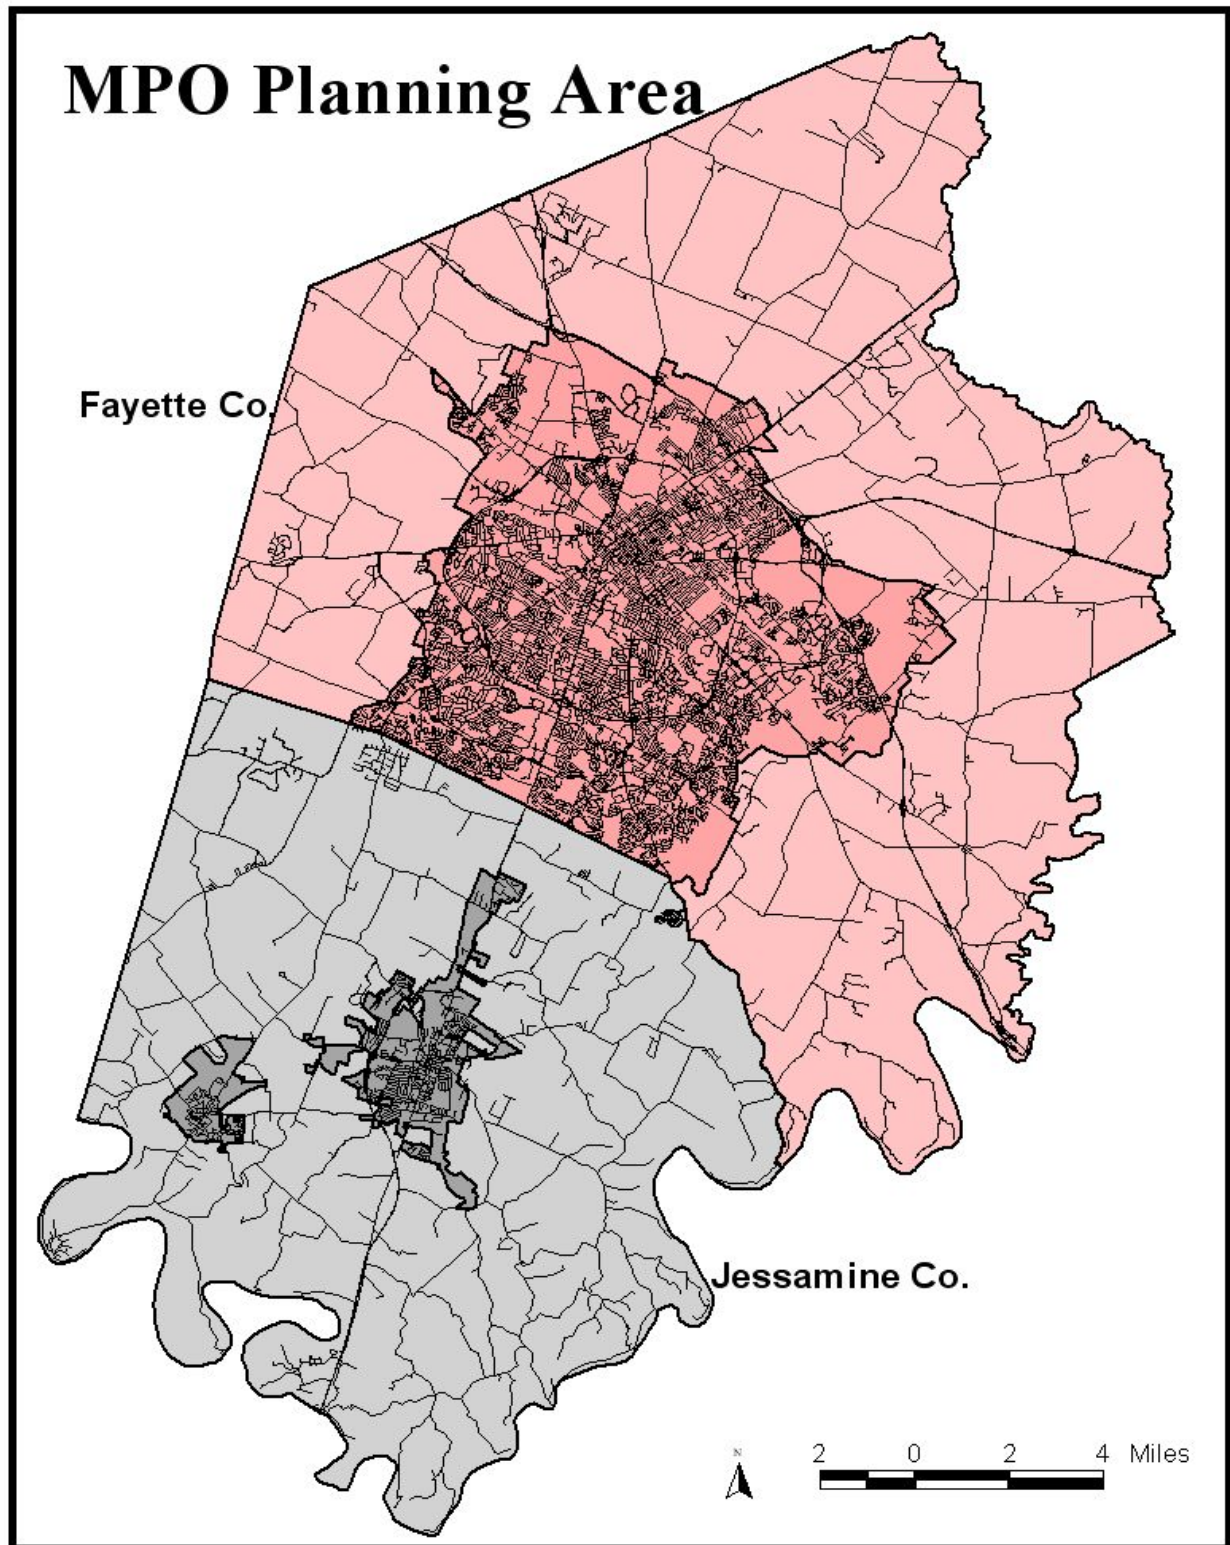 MPO Planning Area
Fayette Co.
Jessamine Co.
N
2 0 2 4 Miles